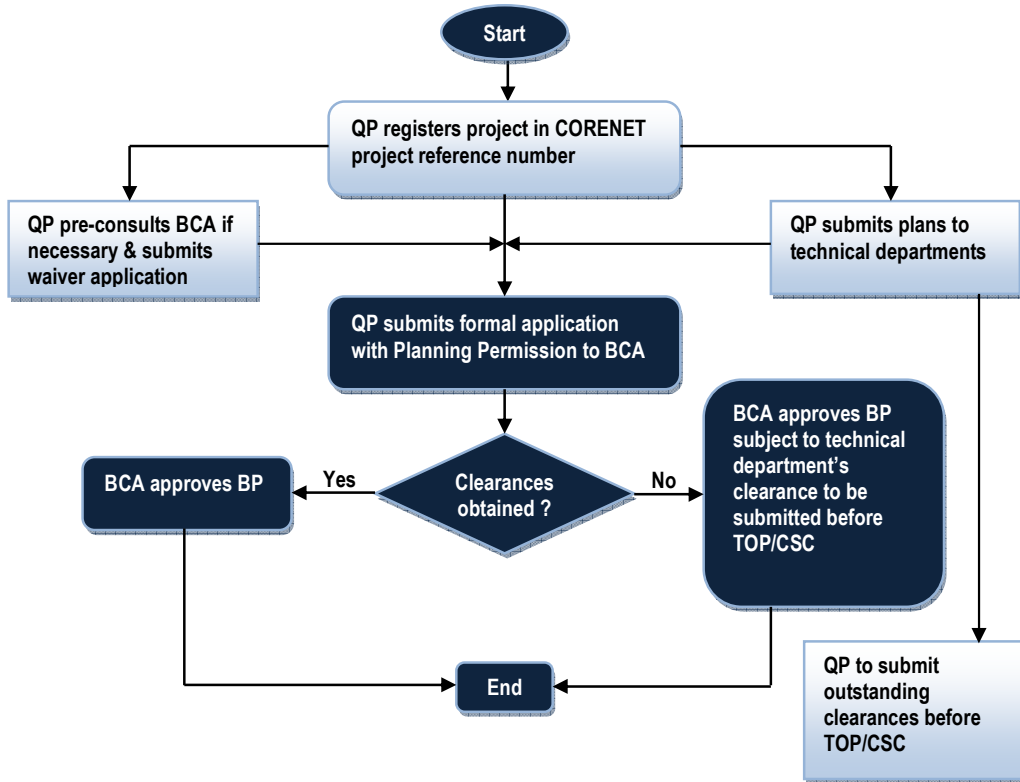 Start
QP registers project in CORENET
project reference number
QP pre-consults BCA if
necessary & submits
waiver application
QP submits plans to
technical departments
QP submits formal application
with Planning Permission to BCA
BCA approves BP
Yes
Clearances
obtained ?
No
BCA approves BP
subject to technical
department’s
clearance to be
submitted before
TOP/CSC
End
QP to submit
outstanding
clearances before
TOP/CSC